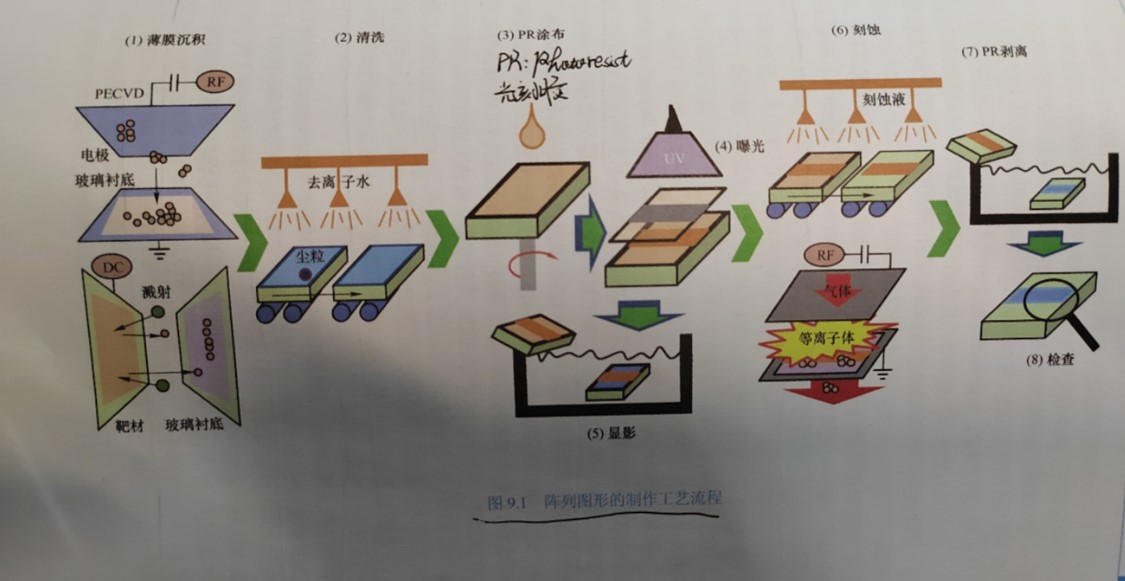 (1) 薄膜沉积
RF
PECVD
电极
玻璃衬底
DC
溅射
靶材 玻璃衬底
(2) 清洗
去离子水
尘粒
(3) PR涂布
PR: Photoresist
UV
(4) 曝光
(5) 显影
(6) 刻蚀
刻蚀液
RF
气体
等离子体
(7) PR剥离
(8) 检查
图 9.1 阵列图形的制作工艺流程